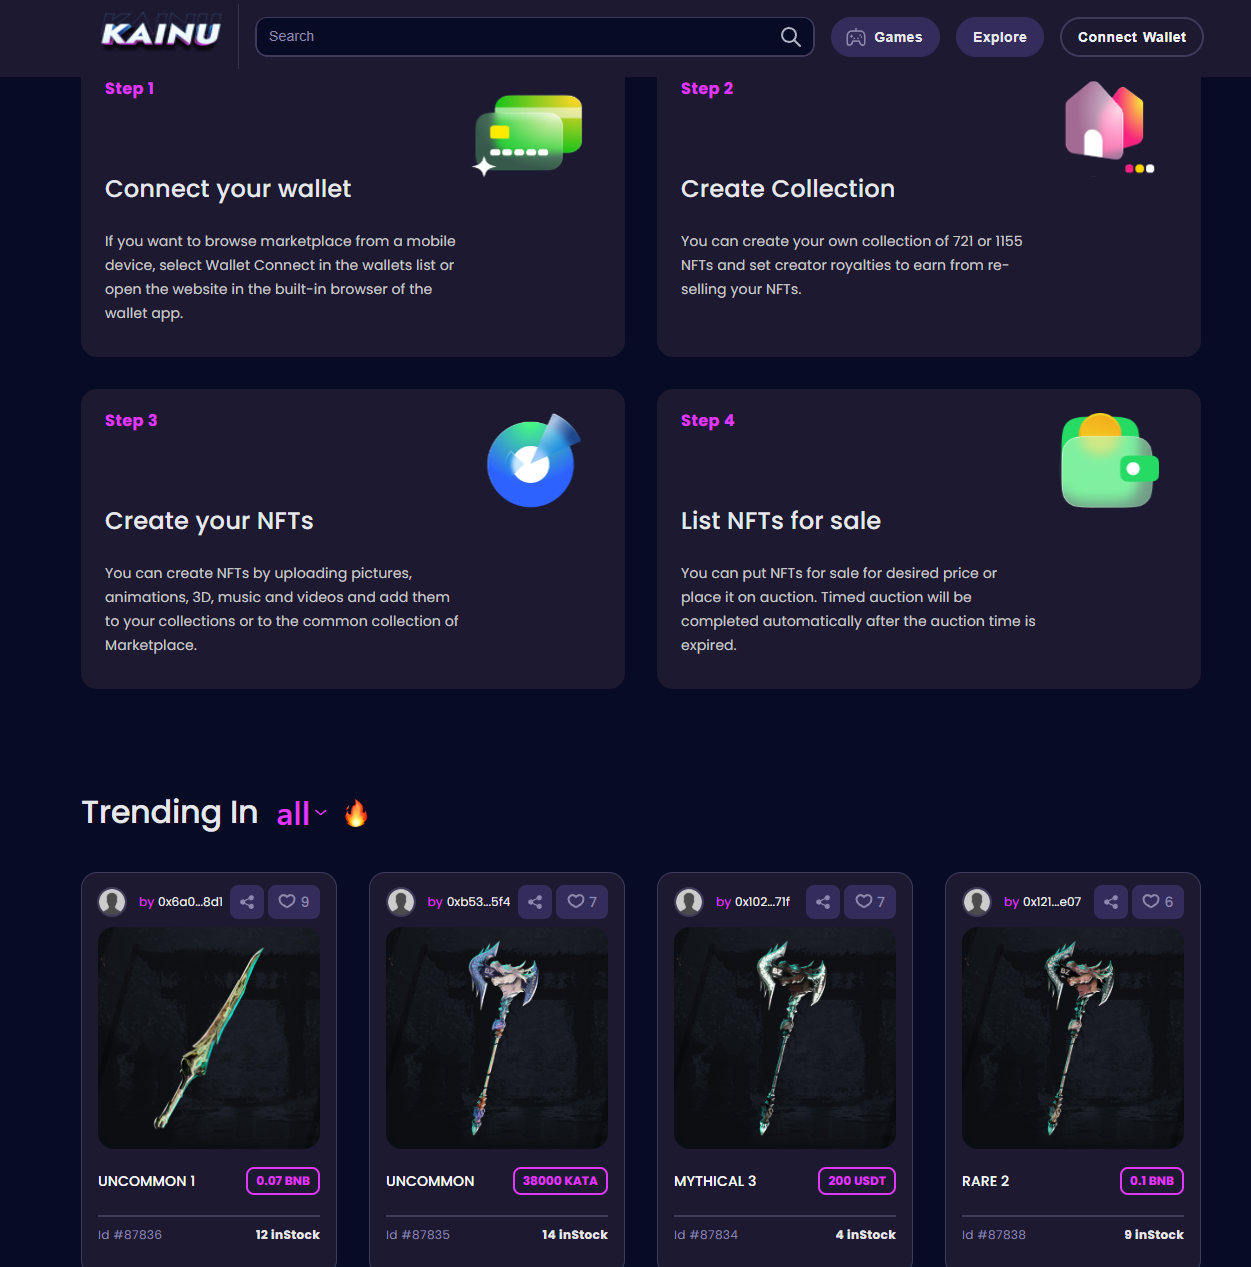 KAINU
Search
Games
Explore
Connect Wallet
Step 1
Connect your wallet
If you want to browse marketplace from a mobile
device, select Wallet Connect in the wallets list or
open the website in the built-in browser of the
wallet app.
Step 2
Create Collection
You can create your own collection of 721 or 1155
NFTs and set creator royalties to earn from re-
selling your NFTs.
Step 3
Create your NFTs
You can create NFTs by uploading pictures,
animations, 3D, music and videos and add them
to your collections or to the common collection of
Marketplace.
Step 4
List NFTs for sale
You can put NFTs for sale for desired price or
place it on auction. Timed auction will be
completed automatically after the auction time is
expired.
Trending In all
by 0x6a0...8d1 9
UNCOMMON 1 0.07 BNB
Id #87836 12 inStock
by 0xb53...5f4 7
UNCOMMON 38000 KATA
Id #87835 14 inStock
by 0x102...71f 7
MYTHICAL 3 200 USDT
Id #87834 4 inStock
by 0x121...e07 6
RARE 2 0.1 BNB
Id #87838 9 inStock